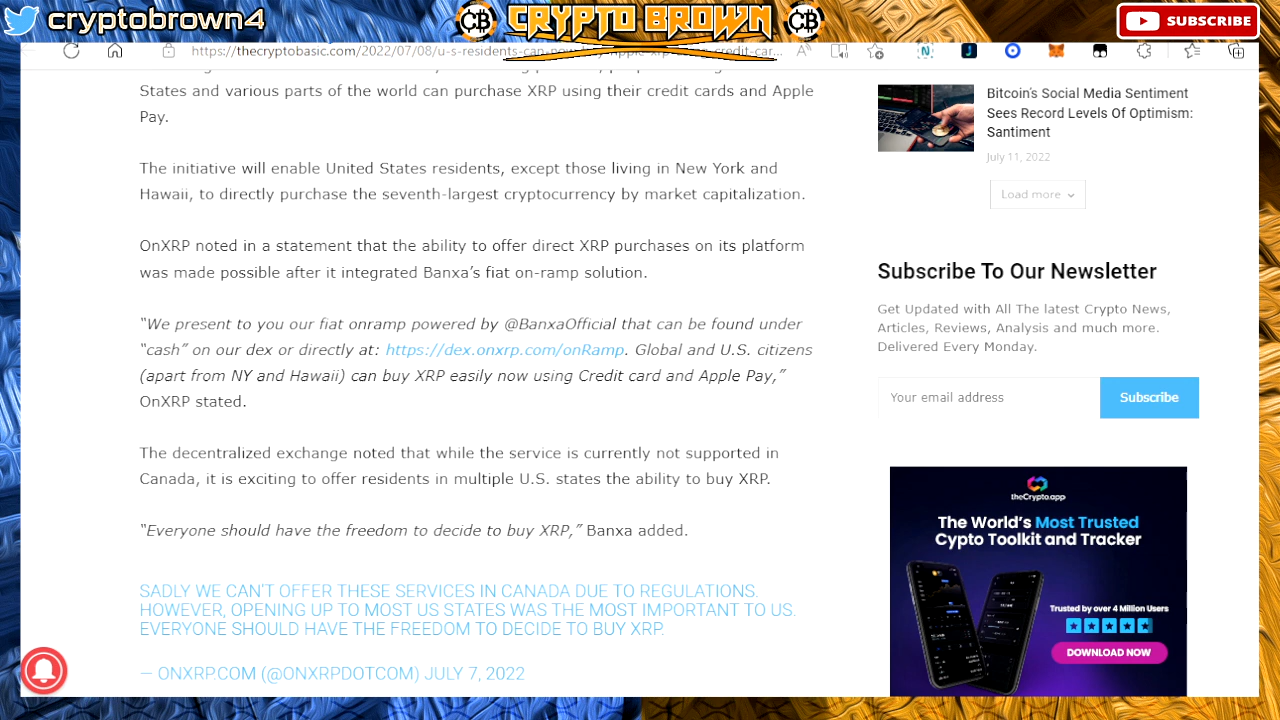 cryptobrown4
CB
CRYPTO BROWN
CB
SUBSCRIBE
https://thecryptobasic.com/2022/07/08/u-s-residents-can-now-buy-
States and various parts of the world can purchase XRP using their credit cards and Apple
Pay.
The initiative will enable United States residents, except those living in New York and
Hawaii, to directly purchase the seventh-largest cryptocurrency by market capitalization.
OnXRP noted in a statement that the ability to offer direct XRP purchases on its platform
was made possible after it integrated Banxa’s fiat on-ramp solution.
“We present to you our fiat onramp powered by @BanxaOfficial that can be found under
“cash” on our dex or directly at: https://dex.onxrp.com/onRamp. Global and U.S. citizens
(apart from NY and Hawaii) can buy XRP easily now using Credit card and Apple Pay,”
OnXRP stated.
The decentralized exchange noted that while the service is currently not supported in
Canada, it is exciting to offer residents in multiple U.S. states the ability to buy XRP.
“Everyone should have the freedom to decide to buy XRP,” Banxa added.
SADLY WE CAN'T OFFER THESE SERVICES IN CANADA DUE TO REGULATIONS.
HOWEVER, OPENING UP TO MOST US STATES WAS THE MOST IMPORTANT TO US.
EVERYONE SHOULD HAVE THE FREEDOM TO DECIDE TO BUY XRP.
— ONXRP.COM (@ONXRPDOTCOM) JULY 7, 2022
Bitcoin's Social Media Sentiment
Sees Record Levels Of Optimism:
Santiment
July 11, 2022
Load more
Subscribe To Our Newsletter
Get Updated with All The latest Crypto News,
Articles, Reviews, Analysis and much more.
Delivered Every Monday.
Your email address
Subscribe
theCrypto.app
The World's Most Trusted
Cypto Toolkit and Tracker
Trusted by over 4 Million Users
DOWNLOAD NOW